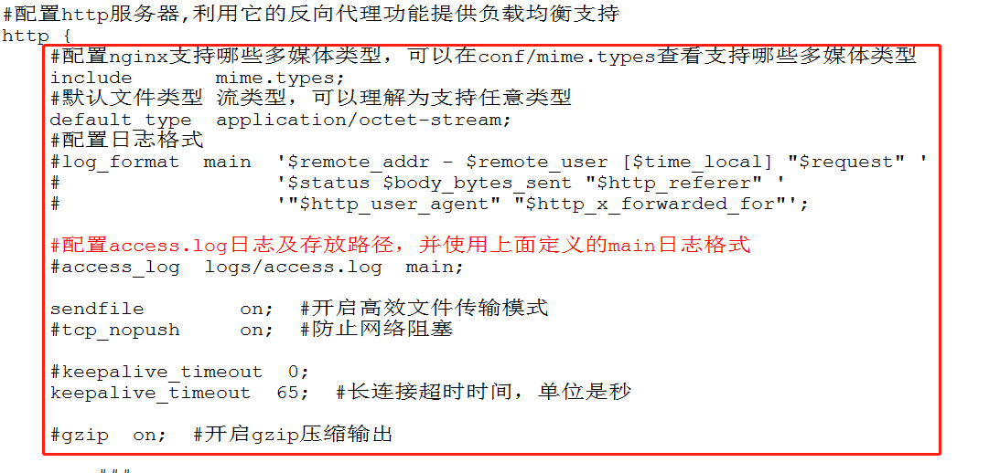 #配置http服务器,利用它的反向代理功能提供负载均衡支持
http {
#配置nginx支持哪些多媒体类型，可以在conf/mime.types查看支持哪些多媒体类型
include       mime.types;
#默认文件类型 流类型，可以理解为支持任意类型
default_type  application/octet-stream;
#配置日志格式
#log_format  main  '$remote_addr - $remote_user [$time_local] "$request" '
#                  '$status $body_bytes_sent "$http_referer" '
#                  '"$http_user_agent" "$http_x_forwarded_for"';
#配置access.log日志及存放路径，并使用上面定义的main日志格式
#access_log  logs/access.log  main;
sendfile        on;  #开启高效文件传输模式
#tcp_nopush     on;  #防止网络阻塞
#keepalive_timeout  0;
keepalive_timeout  65;  #长连接超时时间，单位是秒
#gzip  on;  #开启gzip压缩输出